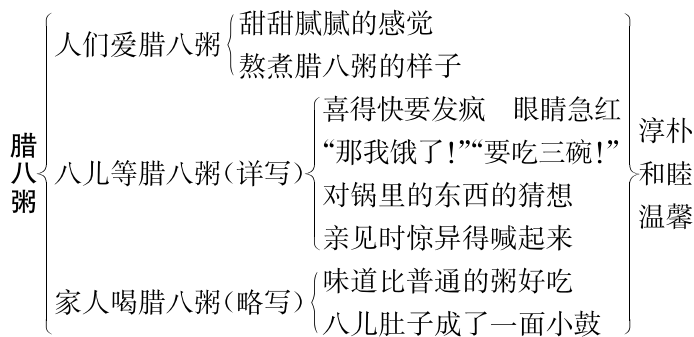 腊八粥
人们爱腊八粥
甜甜腻腻的感觉
熬煮腊八粥的样子
八儿等腊八粥(详写)
喜得快要发疯 眼睛急红
“那我饿了!”“要吃三碗!”
对锅里的东西的猜想
亲见时惊异得喊起来
家人喝腊八粥(略写)
味道比普通的粥好吃
八儿肚子成了一面小鼓
淳朴
和睦
温馨